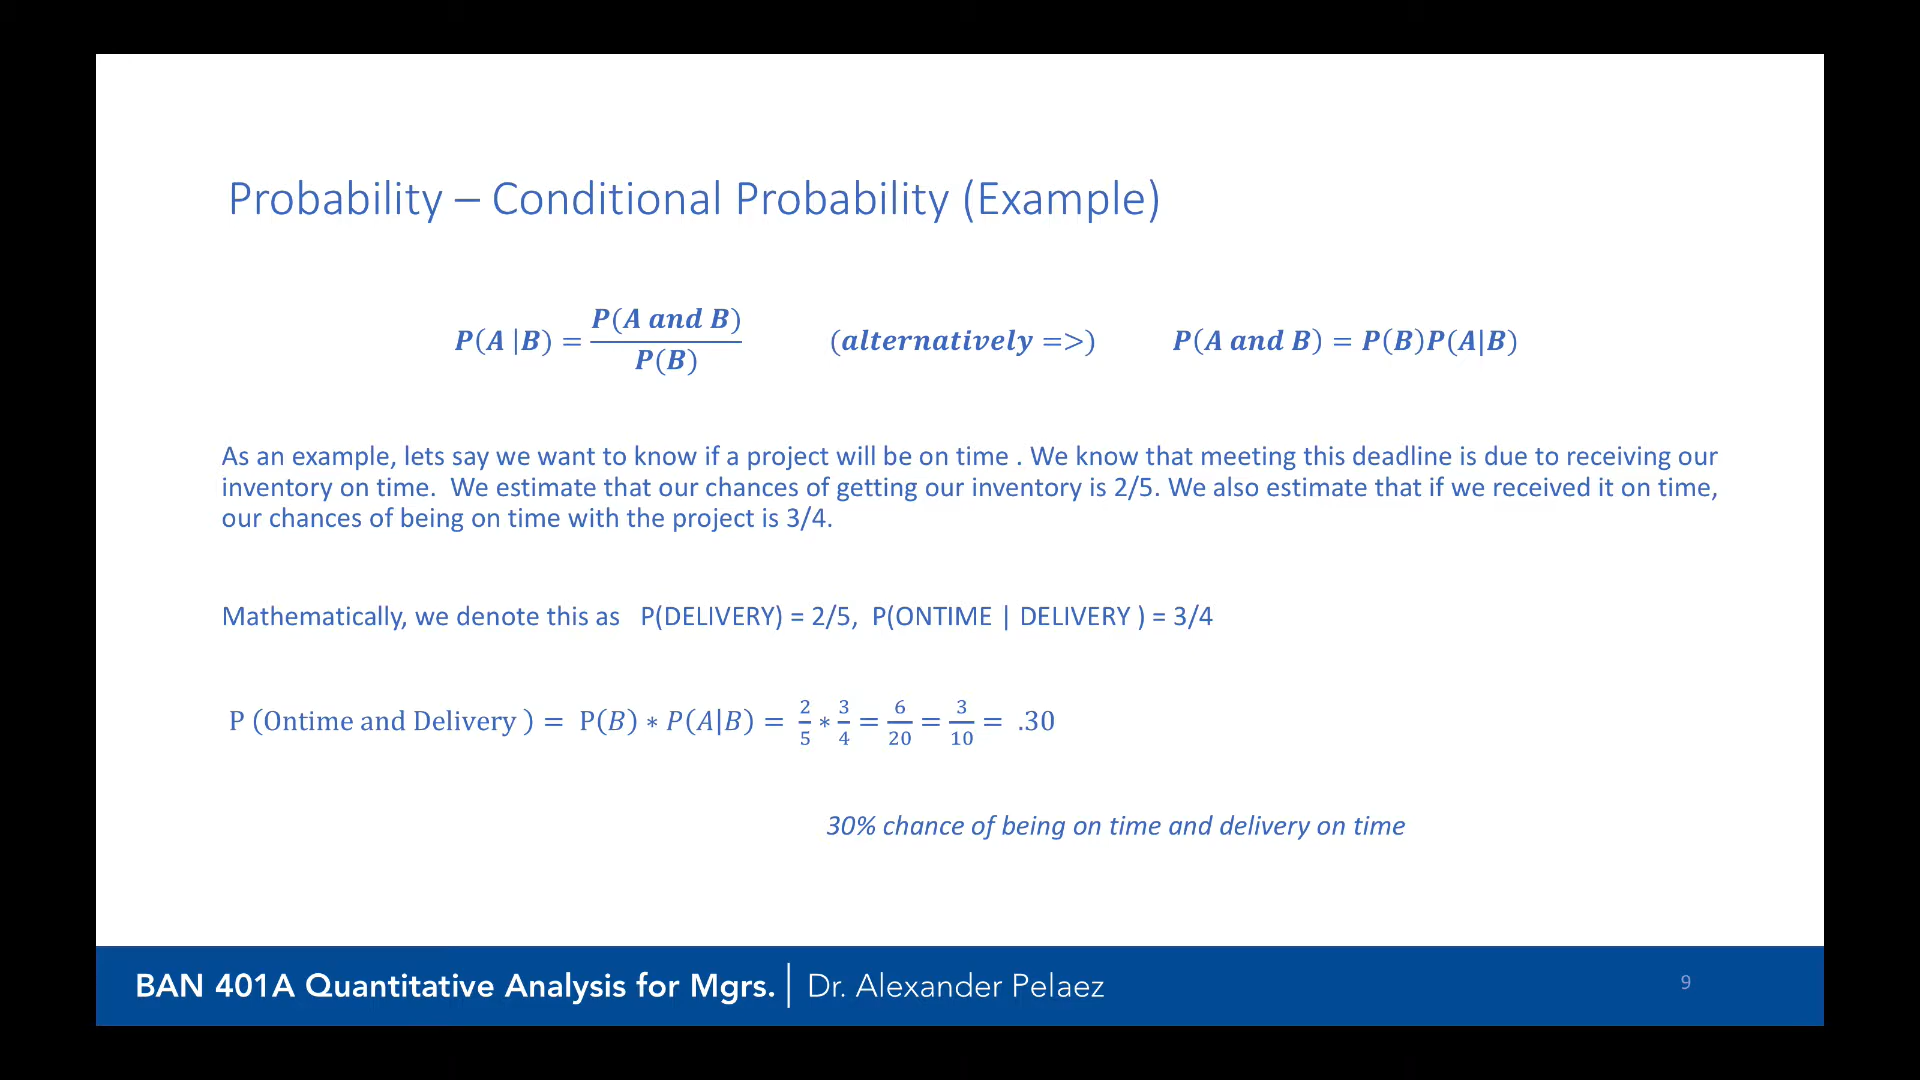 Probability – Conditional Probability (Example)
P(A |B) = P(A and B) / P(B) (alternatively =>) P(A and B) = P(B)P(A|B)
As an example, lets say we want to know if a project will be on time . We know that meeting this deadline is due to receiving our
inventory on time.  We estimate that our chances of getting our inventory is 2/5. We also estimate that if we received it on time,
our chances of being on time with the project is 3/4.
Mathematically, we denote this as   P(DELIVERY) = 2/5,  P(ONTIME | DELIVERY ) = 3/4
P (Ontime and Delivery ) =  P(B) ∗ P(A|B) = 2/5 ∗ 3/4 = 6/20 = 3/10 =  .30
30% chance of being on time and delivery on time
BAN 401A Quantitative Analysis for Mgrs. | Dr. Alexander Pelaez
9